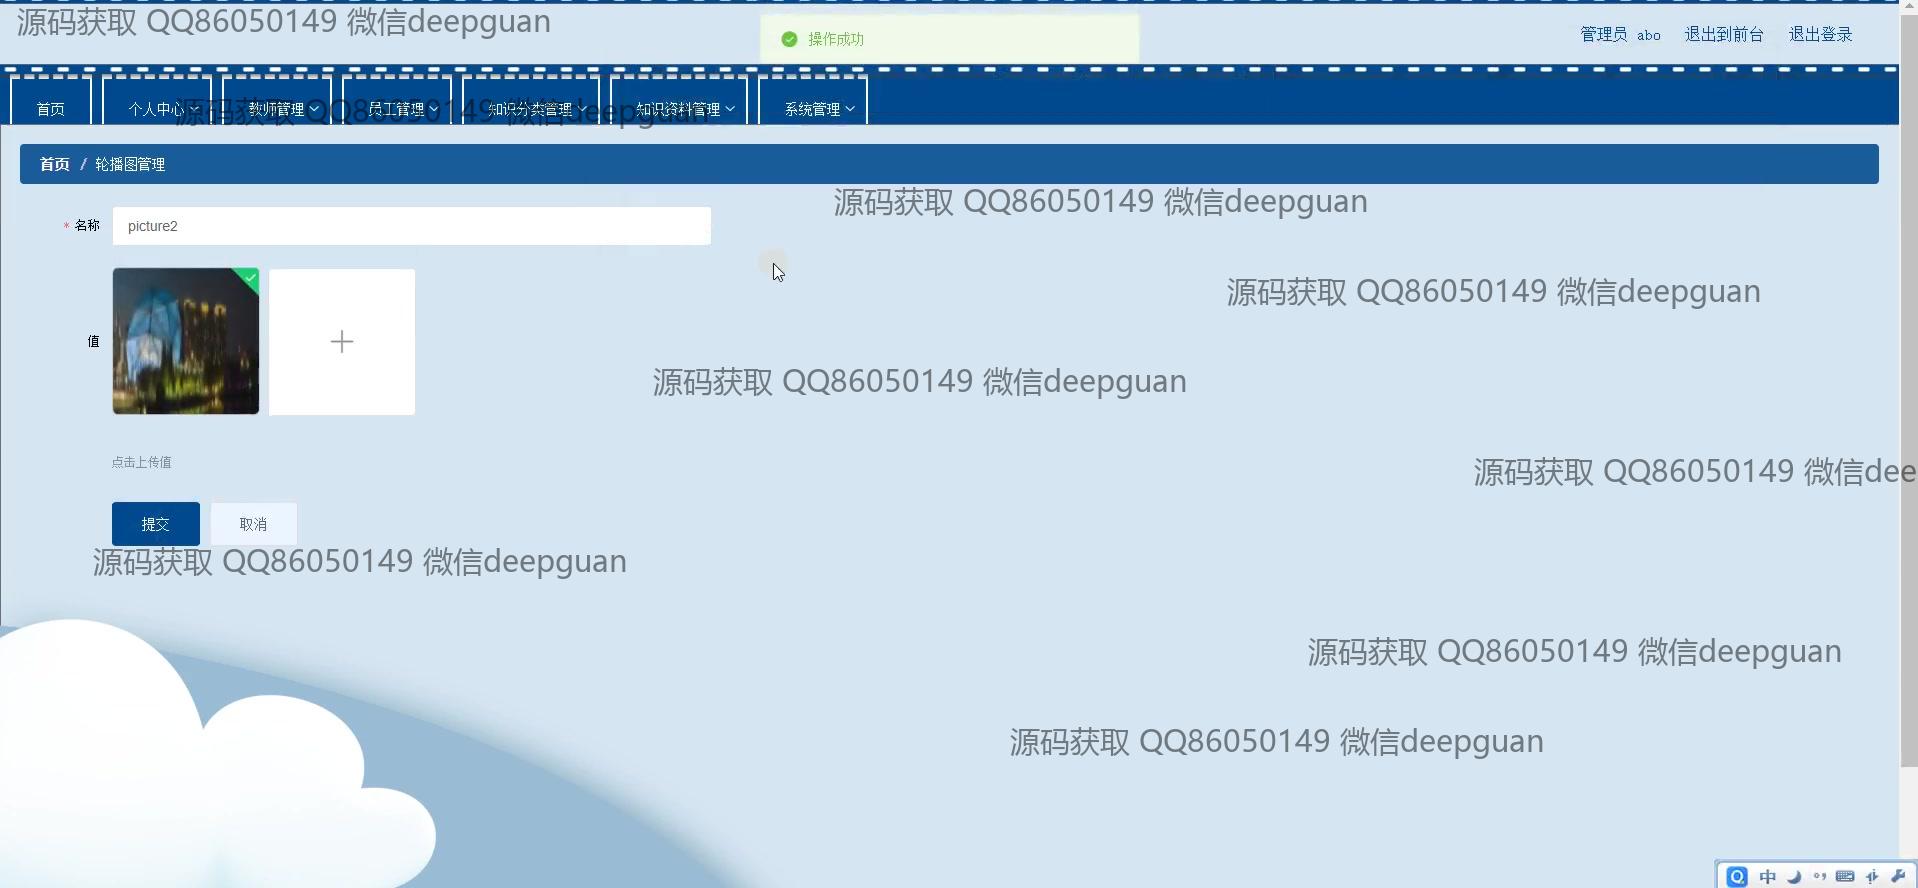 源码获取 QQ86050149 微信deepguan
操作成功
管理员 abo 退出到前台 退出登录
首页 个人中心 教师管理 员工管理 知识分类管理 知识资料管理 系统管理
源码获取 QQ86050149 微信deepguan
首页 / 轮播图管理
源码获取 QQ86050149 微信deepguan
* 名称 picture2
源码获取 QQ86050149 微信deepguan
值
源码获取 QQ86050149 微信deepguan
点击上传值
源码获取 QQ86050149 微信dee
提交 取消
源码获取 QQ86050149 微信deepguan
源码获取 QQ86050149 微信deepguan
源码获取 QQ86050149 微信deepguan
中